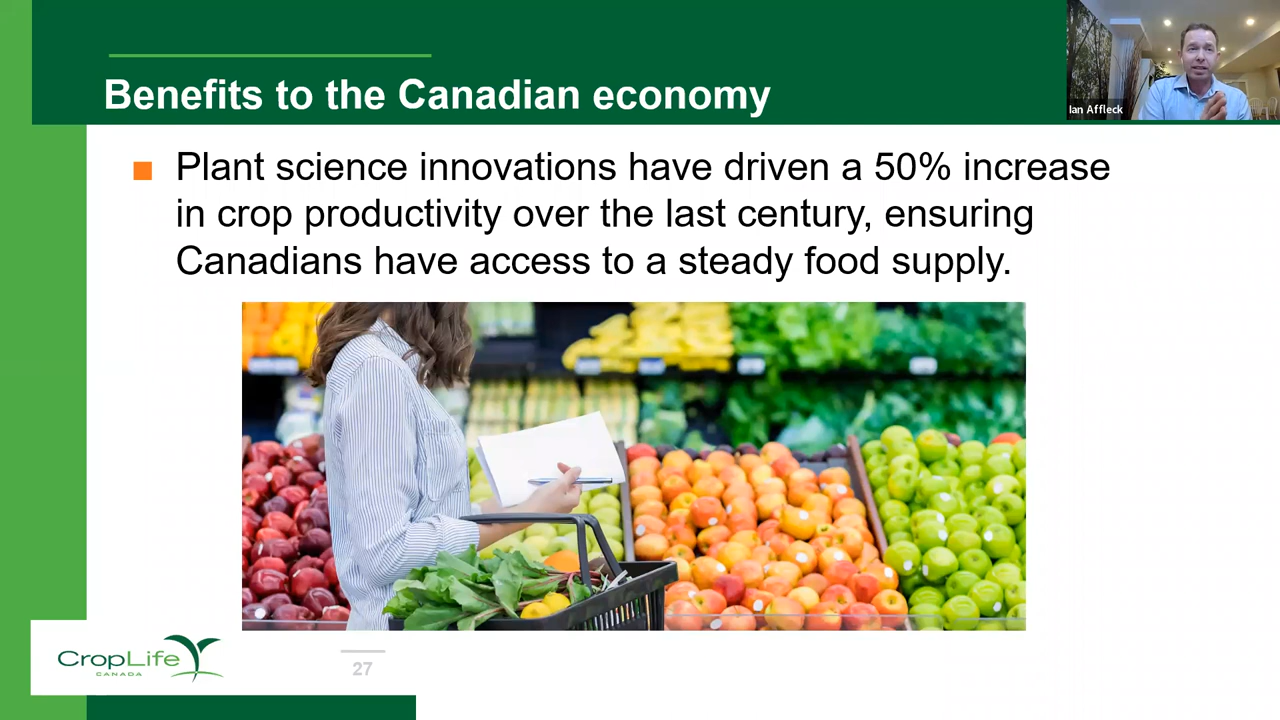 Benefits to the Canadian economy
Ian Affleck
Plant science innovations have driven a 50% increase
in crop productivity over the last century, ensuring
Canadians have access to a steady food supply.
CropLife
CANADA
27